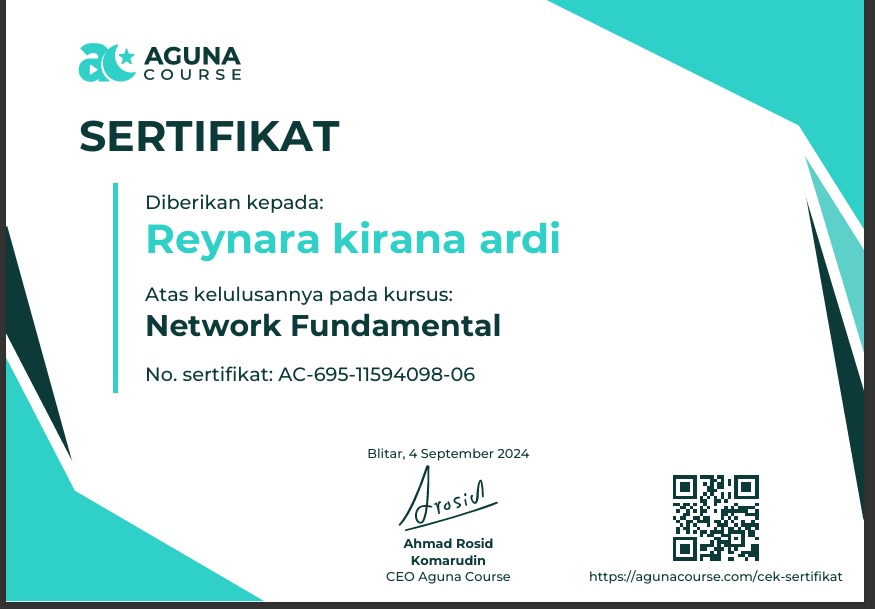 AGUNA
COURSE
SERTIFIKAT
Diberikan kepada:
Reynara kirana ardi
Atas kelulusannya pada kursus:
Network Fundamental
No. sertifikat: AC-695-11594098-06
Blitar, 4 September 2024
Arosid
Ahmad Rosid
Komarudin
CEO Aguna Course
https://agunacourse.com/cek-sertifikat